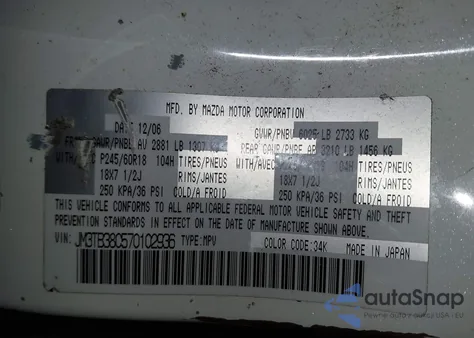 MFD. BY MAZDA MOTOR CORPORATION
DATE 12/06 GVWR/PNBV 6025 LB 2733 KG
FRONT GAWR/PNBE AV 2881 LB 1307 KG REAR GAWR/PNBE AR 3210 LB 1456 KG
WITH/AVEC P245/60R18 104H TIRES/PNEUS WITH/AVEC 104H TIRES/PNEUS
18X7 1/2J RIMS/JANTES 18X7 1/2J RIMS/JANTES
250 KPA/36 PSI COLD/A FROID 250 KPA/36 PSI COLD/A FROID
THIS VEHICLE CONFORMS TO ALL APPLICABLE FEDERAL MOTOR VEHICLE SAFETY AND THEFT
PREVENTION STANDARDS IN EFFECT ON THE DATE OF MANUFACTURE SHOWN ABOVE.
VIN: JM3TB38C570102936 TYPE:MPV COLOR CODE:34K MADE IN JAPAN
autoSnap